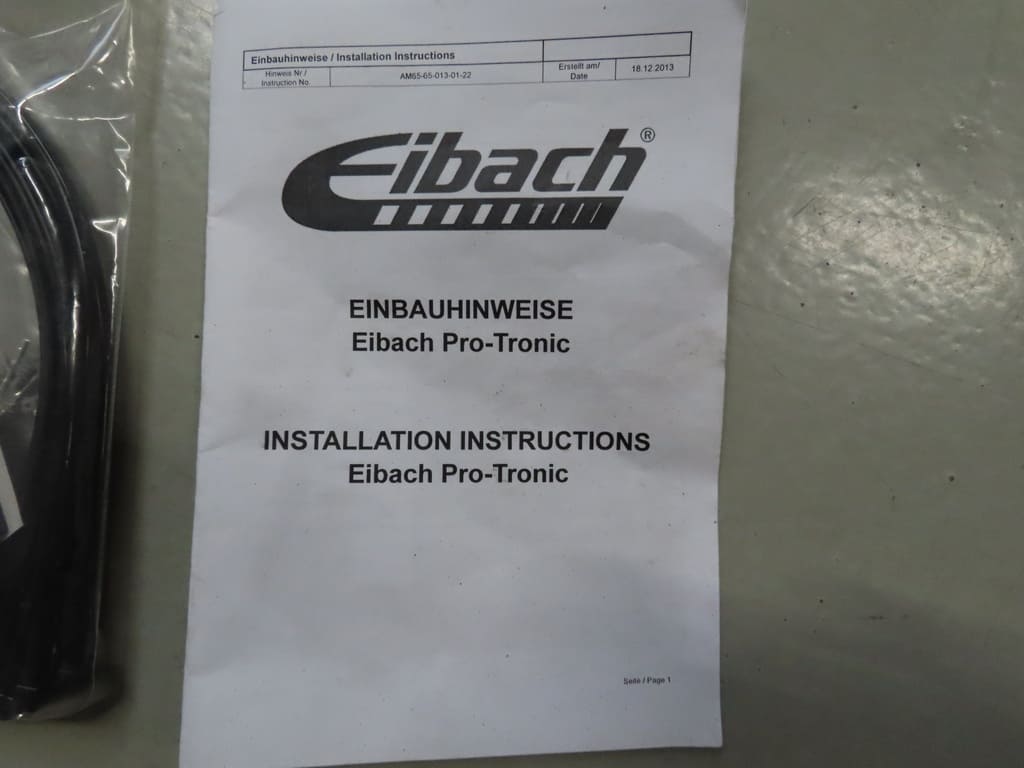 Einbauhinweise / Installation Instructions
Hinweis Nr /
Instruction No.
AM65-65-013-01-22
Erstellt am/
Date
18.12.2013
Eibach®
EINBAUHINWEISE
Eibach Pro-Tronic
INSTALLATION INSTRUCTIONS
Eibach Pro-Tronic
Seite / Page 1